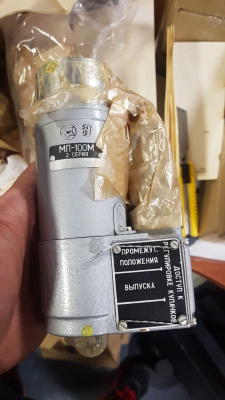 МП-100М
2 СЕРИЯ
ДОСТУП К
РЕГУЛИРОВКЕ КУЛАЧКОВ
ПРОМЕЖУТ.
ПОЛОЖЕНИЯ
ВЫПУСКА